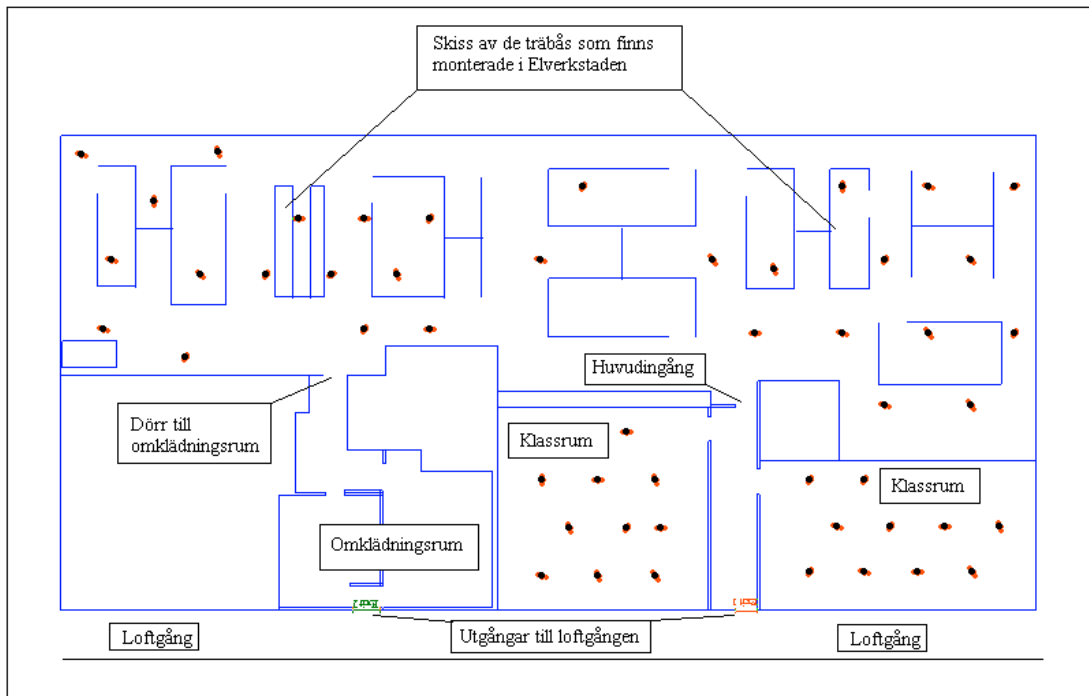 Skiss av de träbås som finns
monterade i Elverkstaden
Huvudingång
Dörr till
omklädningsrum
Klassrum
Klassrum
Omklädningsrum
Loftgång
Utgångar till loftgången
Loftgång